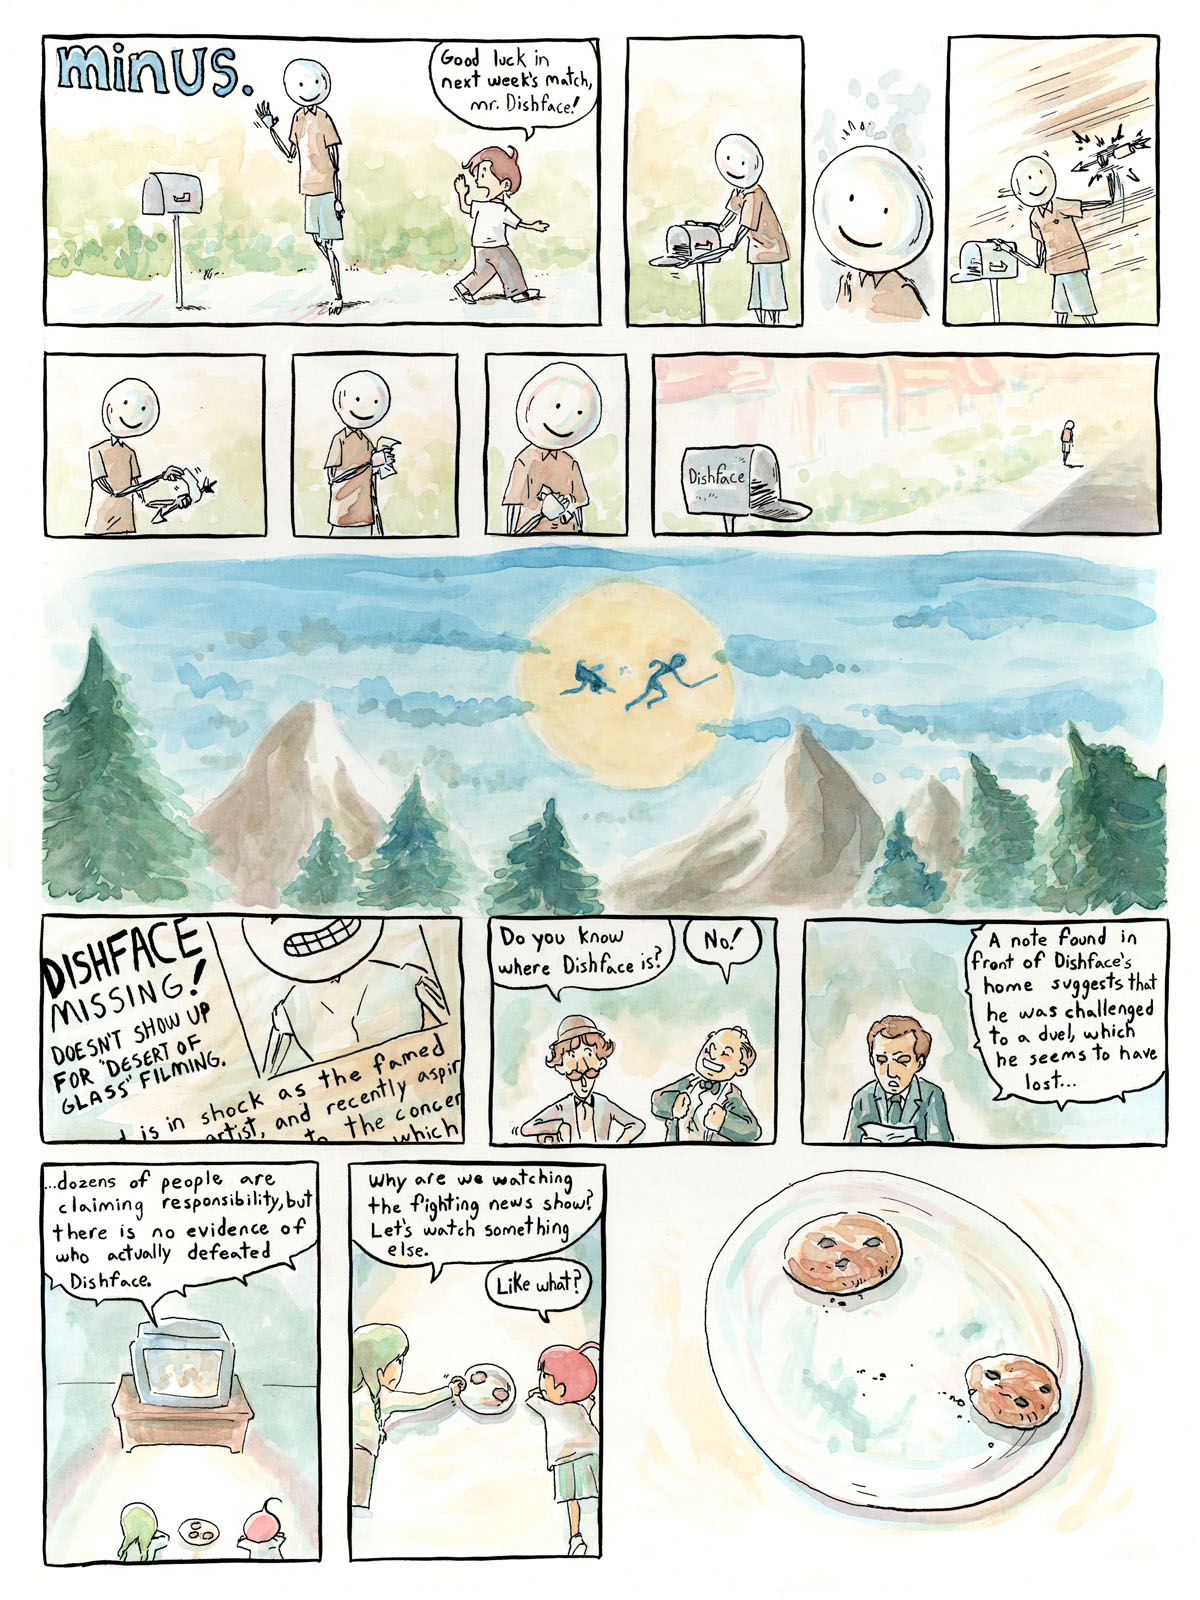 minus.
Good luck in
next week's match,
mr. Dishface!
Dishface
DISHFACE
MISSING!
DOESN'T SHOW UP
FOR "DESERT OF
GLASS" FILMING.
is in shock as the famed
artist, and recently aspir
to the concer
which
Do you know
where Dishface is?
No!
A note found in
front of Dishface's
home suggests that
he was challenged
to a duel, which
he seems to have
lost...
...dozens of people are
claiming responsibility, but
there is no evidence of
who actually defeated
Dishface.
Why are we watching
the fighting news show?
Let's watch something
else.
Like what?